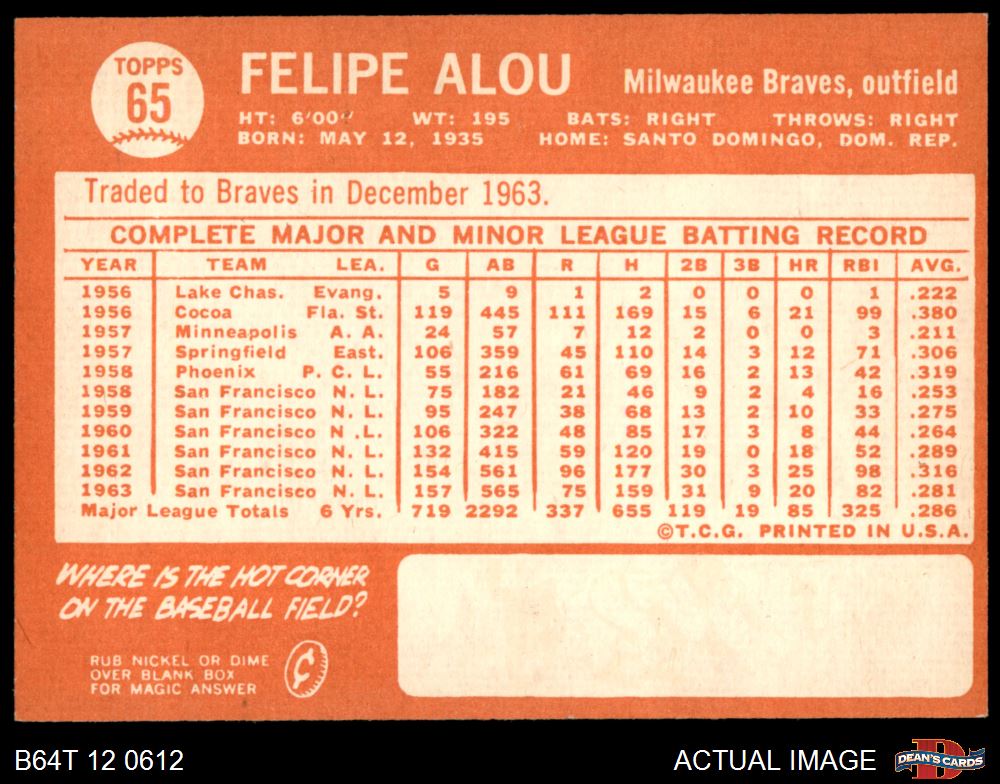 TOPPS
65
FELIPE ALOU Milwaukee Braves, outfield
HT: 6'00" WT: 195 BATS: RIGHT THROWS: RIGHT
BORN: MAY 12, 1935 HOME: SANTO DOMINGO, DOM. REP.
Traded to Braves in December 1963.
COMPLETE MAJOR AND MINOR LEAGUE BATTING RECORD
YEAR TEAM LEA. G AB R H 2B 3B HR RBI AVG.
1956 Lake Chas. Evang. 5 9 1 2 0 0 0 1 .222
1956 Cocoa Fla. St. 119 445 111 169 15 6 21 99 .380
1957 Minneapolis A. A. 24 57 7 12 2 0 0 3 .211
1957 Springfield East. 106 359 45 110 14 3 12 71 .306
1958 Phoenix P. C. L. 55 216 61 69 16 2 13 42 .319
1958 San Francisco N. L. 75 182 21 46 9 2 4 16 .253
1959 San Francisco N. L. 95 247 38 68 13 2 10 33 .275
1960 San Francisco N .L. 106 322 48 85 17 3 8 44 .264
1961 San Francisco N. L. 132 415 59 120 19 0 18 52 .289
1962 San Francisco N. L. 154 561 96 177 30 3 25 98 .316
1963 San Francisco N. L. 157 565 75 159 31 9 20 82 .281
Major League Totals 6 Yrs. 719 2292 337 655 119 19 85 325 .286
©T.C.G. PRINTED IN U.S.A.
WHERE IS THE HOT CORNER
ON THE BASEBALL FIELD?
RUB NICKEL OR DIME
OVER BLANK BOX
FOR MAGIC ANSWER
¢
B64T 12 0612 ACTUAL IMAGE
DEAN'S CARDS